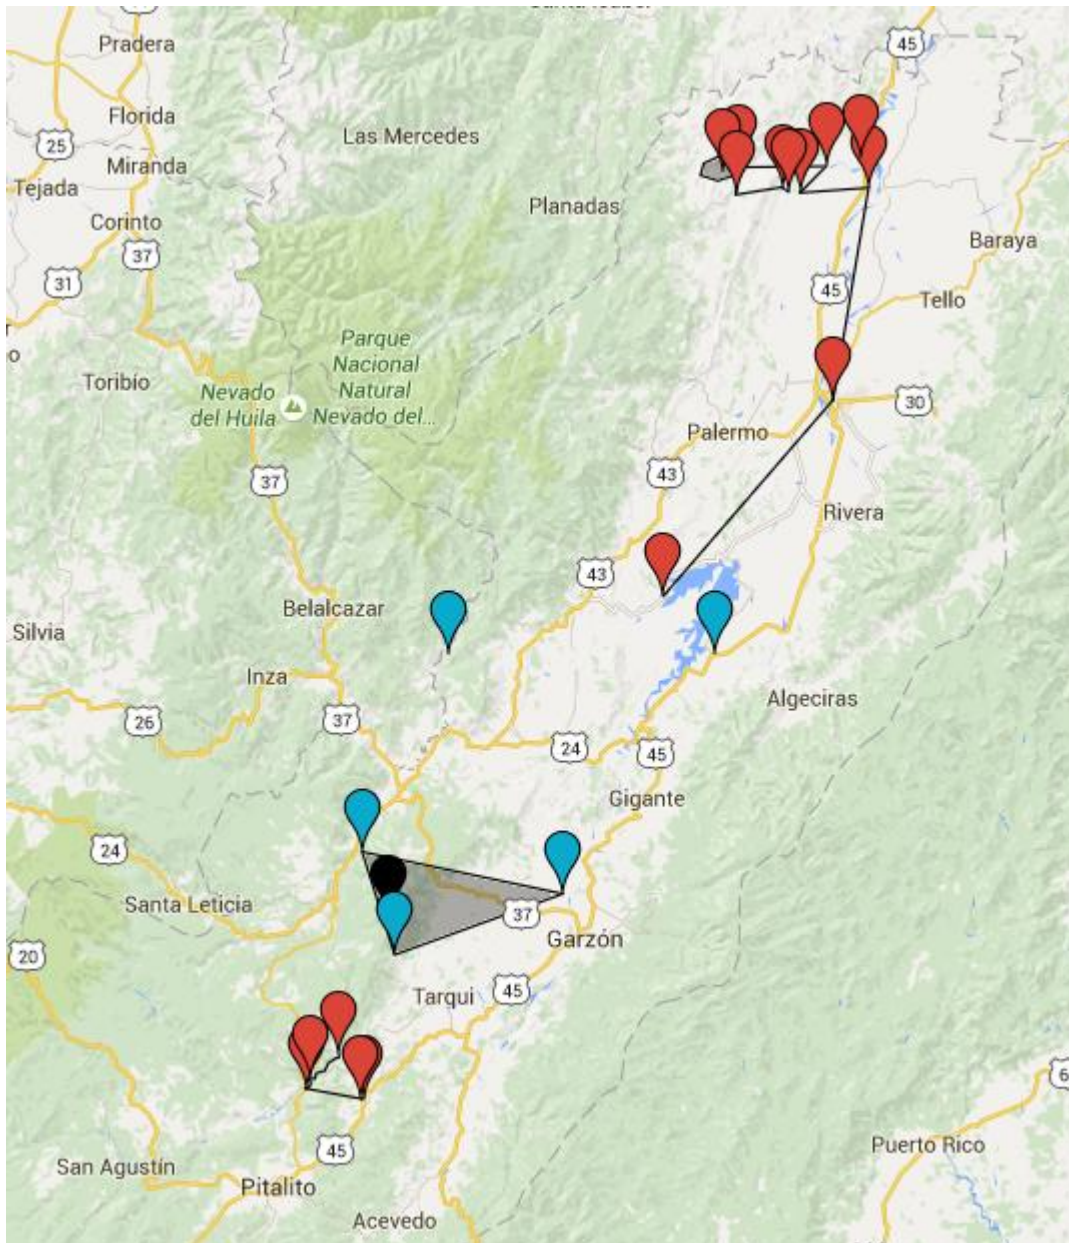 Pradera
45
Florida
25
Las Mercedes
Miranda
Tejada
Planadas
Corinto
Baraya
37
31
45
Tello
Parque
Nacional
Natural
Nevado del...
Toribío
Nevado
del Huila
30
Palermo
43
37
Rivera
43
Belalcazar
Silvia
Inza
Algeciras
26
37
24
45
Gigante
24
Santa Leticia
37
Garzón
20
Tarqui
45
6
45
Puerto Rico
San Agustín
Pitalito
Acevedo